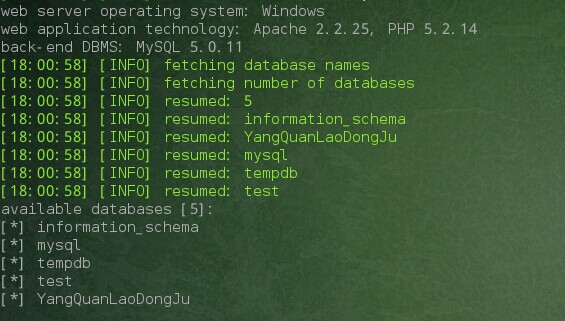 web server operating system: Windows
web application technology: Apache 2.2.25, PHP 5.2.14
back-end DBMS: MySQL 5.0.11
[18:00:58] [INFO] fetching database names
[18:00:58] [INFO] fetching number of databases
[18:00:58] [INFO] resumed: 5
[18:00:58] [INFO] resumed: information_schema
[18:00:58] [INFO] resumed: YangQuanLaoDongJu
[18:00:58] [INFO] resumed: mysql
[18:00:58] [INFO] resumed: tempdb
[18:00:58] [INFO] resumed: test
available databases [5]:
[*] information_schema
[*] mysql
[*] tempdb
[*] test
[*] YangQuanLaoDongJu